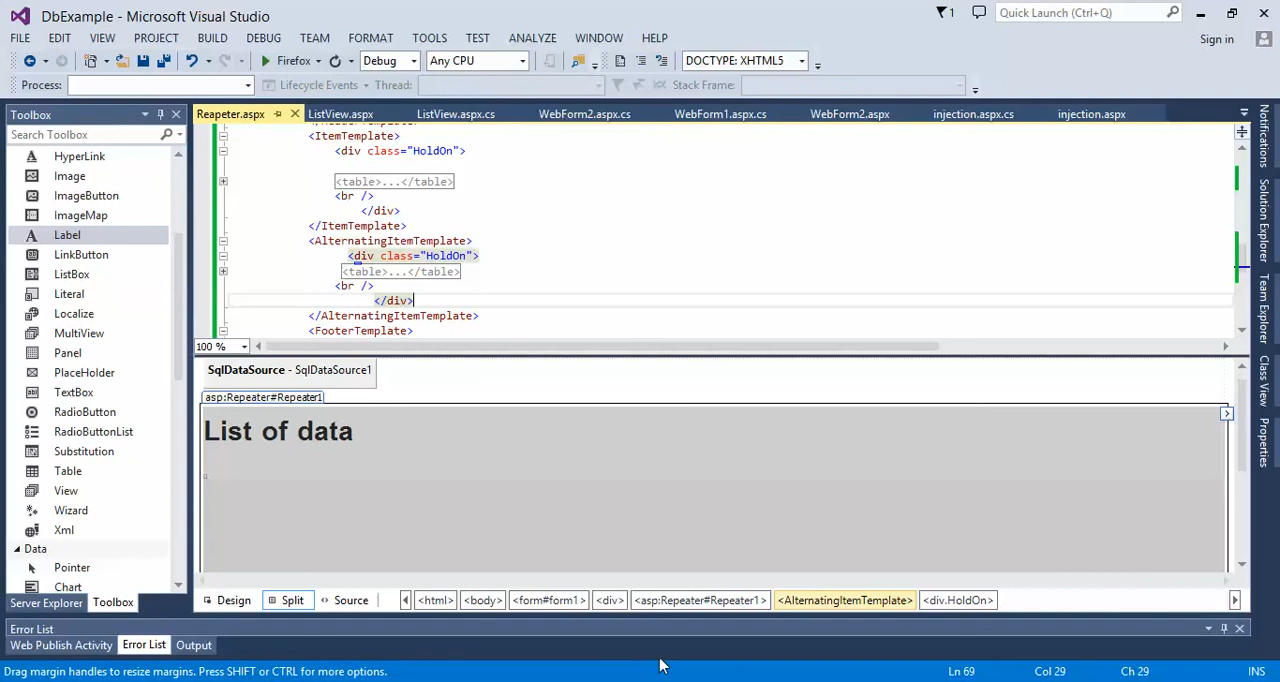 DbExample - Microsoft Visual Studio
1
Quick Launch (Ctrl+Q)
FILE EDIT VIEW PROJECT BUILD DEBUG TEAM FORMAT TOOLS TEST ANALYZE WINDOW HELP
Sign in
Firefox Debug Any CPU DOCTYPE: XHTML5
Process: Lifecycle Events Thread: Stack Frame:
Toolbox
Search Toolbox
HyperLink
Image
ImageButton
ImageMap
Label
LinkButton
ListBox
Literal
Localize
MultiView
Panel
PlaceHolder
TextBox
RadioButton
RadioButtonList
Substitution
Table
View
Wizard
Xml
Data
Pointer
Chart
Server Explorer Toolbox
Reapeter.aspx ListView.aspx ListView.aspx.cs WebForm2.aspx.cs WebForm1.aspx.cs WebForm2.aspx injection.aspx.cs injection.aspx
<ItemTemplate>
<div class="HoldOn">
<table>...</table>
<br />
</div>
</ItemTemplate>
<AlternatingItemTemplate>
<div class="HoldOn">
<table>...</table>
<br />
</div>
</AlternatingItemTemplate>
<FooterTemplate>
100 %
SqlDataSource - SqlDataSource1
asp:Repeater#Repeater1
List of data
Design Split Source <html> <body> <form#form1> <div> <asp:Repeater#Repeater1> <AlternatingItemTemplate> <div.HoldOn>
Notifications
Solution Explorer
Team Explorer
Class View
Properties
Error List
Web Publish Activity Error List Output
Drag margin handles to resize margins. Press SHIFT or CTRL for more options. Ln 69 Col 29 Ch 29 INS